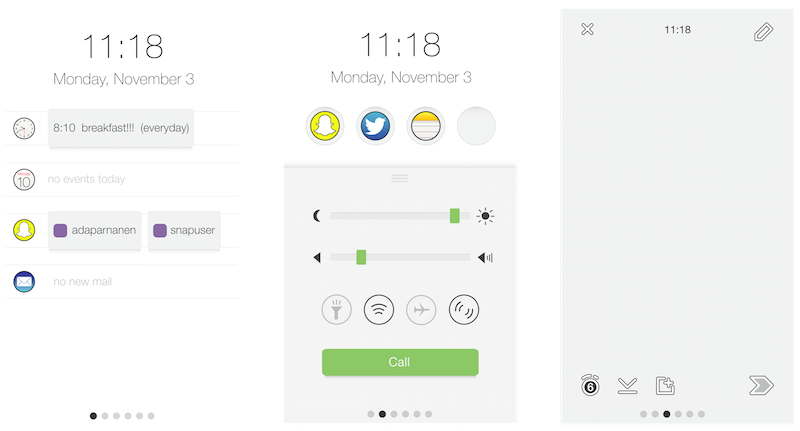 11:18
Monday, November 3
8:10 breakfast!!! (everyday)
10
no events today
adaparnanen
snapuser
no new mail
11:18
Monday, November 3
Call
11:18
6